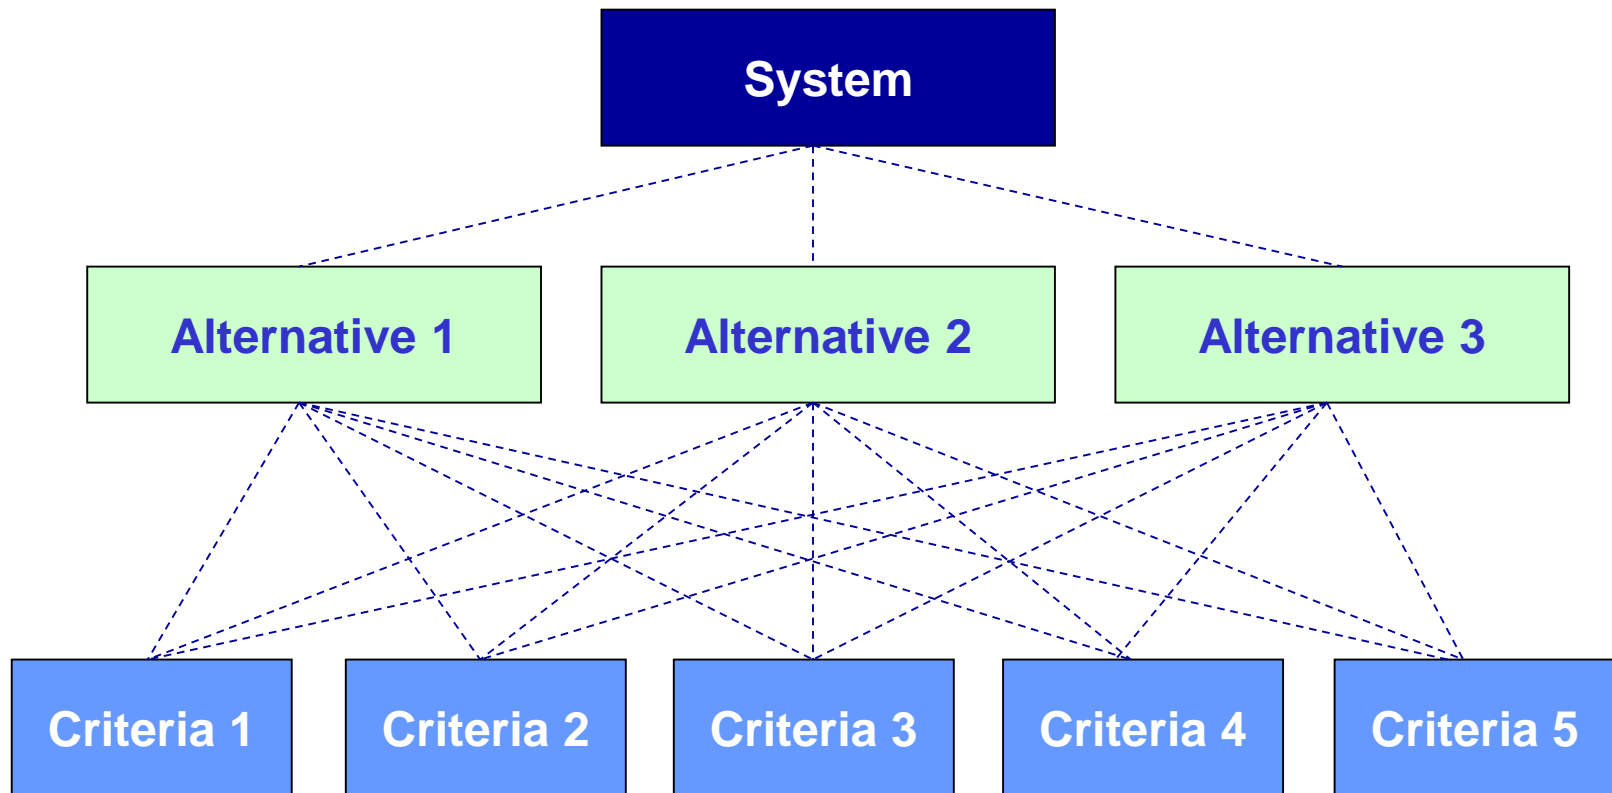 System
Alternative 1
Alternative 2
Alternative 3
Criteria 1
Criteria 2
Criteria 3
Criteria 4
Criteria 5